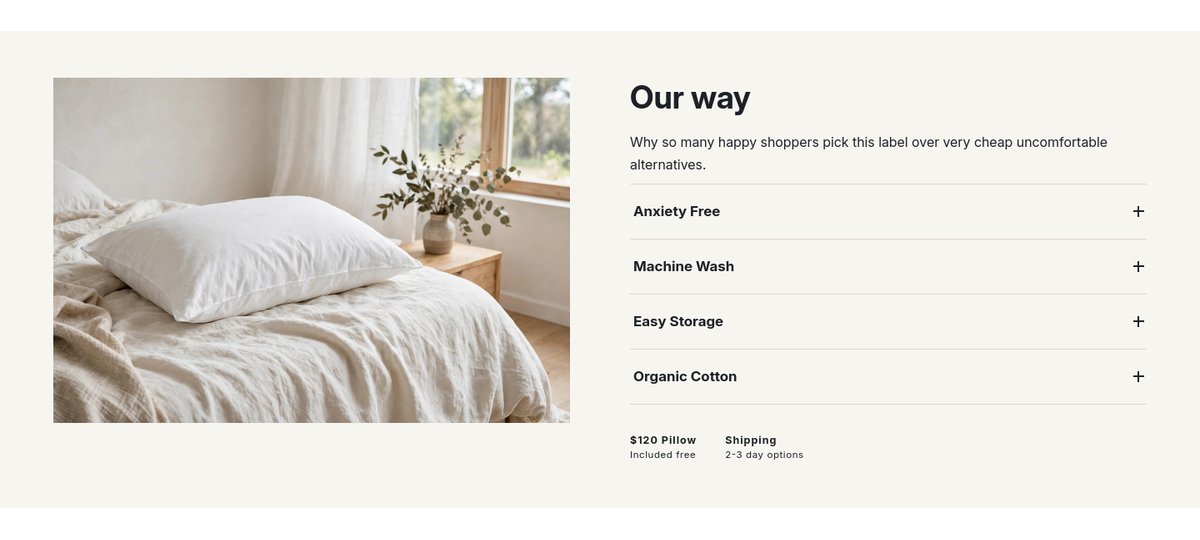 Our way
Why so many happy shoppers pick this label over very cheap uncomfortable
alternatives.
Anxiety Free
Machine Wash
Easy Storage
Organic Cotton
$120 Pillow
Included free
Shipping
2-3 day options